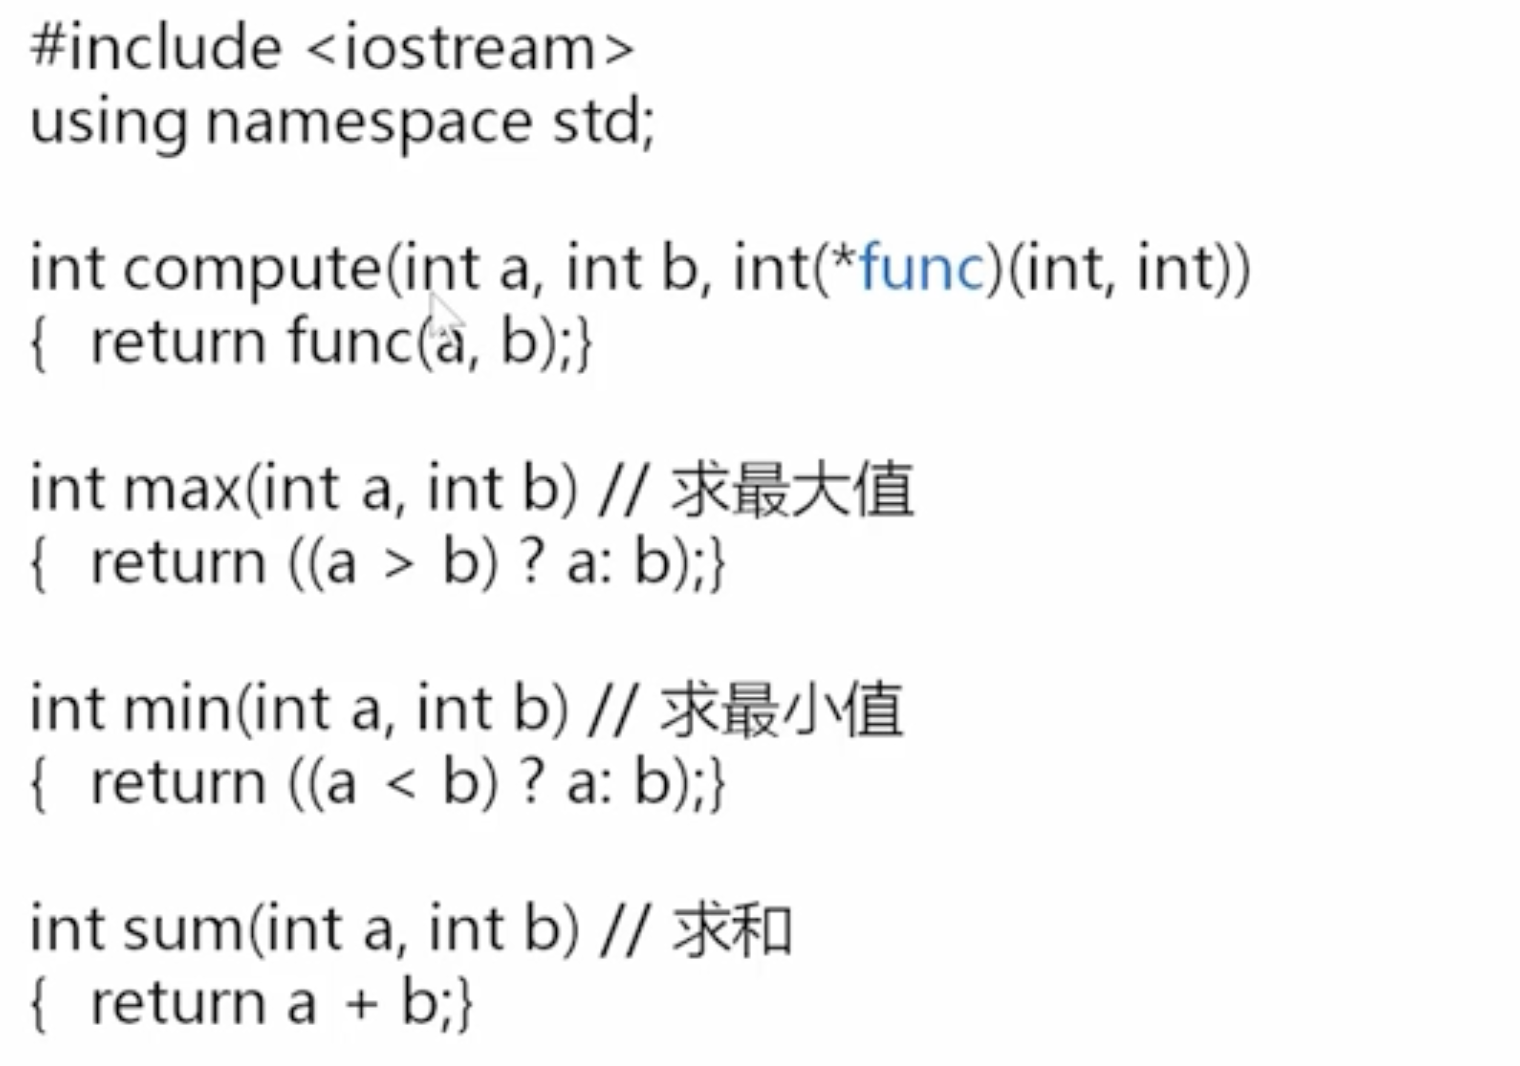 #include <iostream>
using namespace std;
int compute(int a, int b, int(*func)(int, int))
{  return func(a, b);}
int max(int a, int b) // 求最大值
{  return ((a > b) ? a: b);}
int min(int a, int b) // 求最小值
{  return ((a < b) ? a: b);}
int sum(int a, int b) // 求和
{  return a + b;}